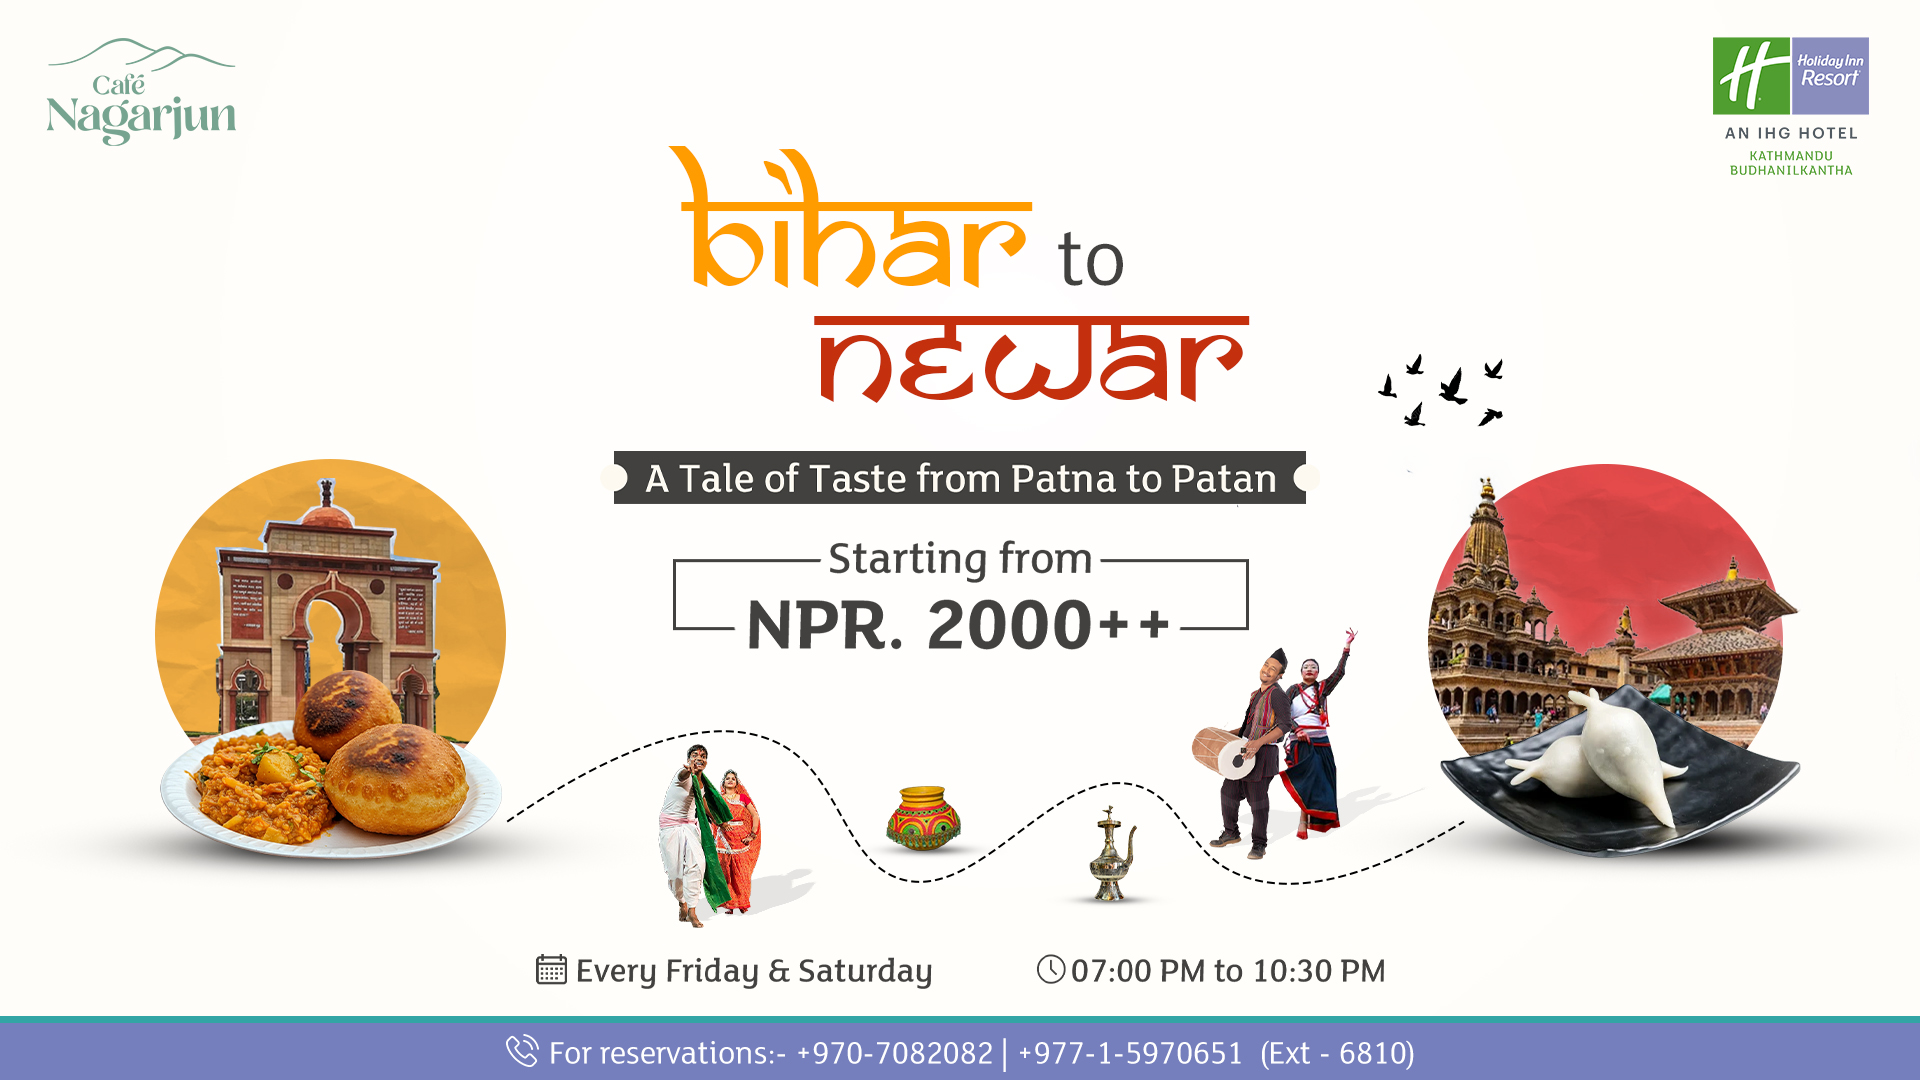 Café
Nagarjun
Holiday Inn
Resort
AN IHG HOTEL
KATHMANDU
BUDHANILKANTHA
bihar to
newar
A Tale of Taste from Patna to Patan
Starting from
NPR. 2000++
Every Friday & Saturday
07:00 PM to 10:30 PM
For reservations:- +970-7082082 | +977-1-5970651 (Ext - 6810)